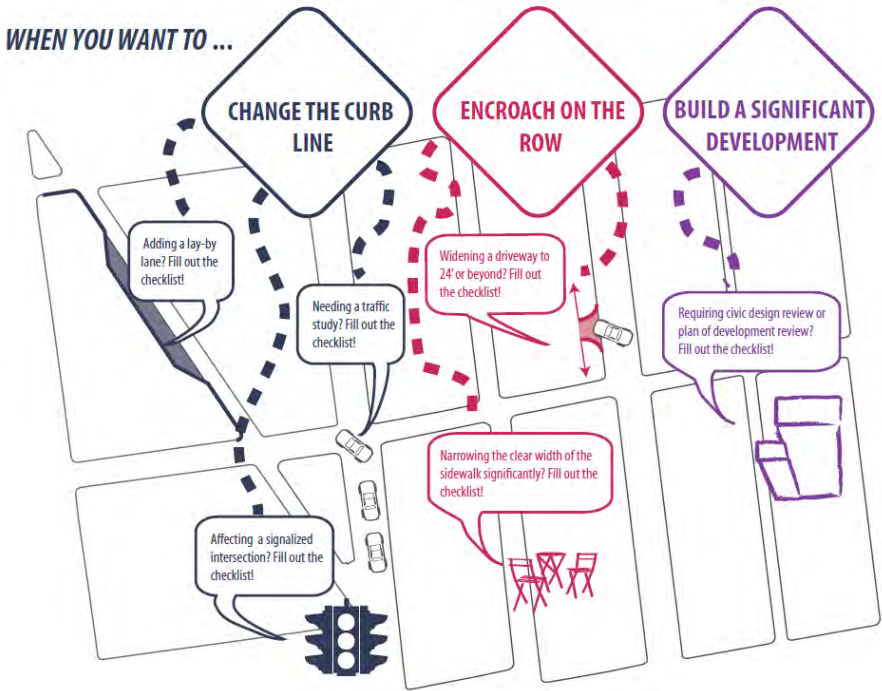 WHEN YOU WANT TO ...
CHANGE THE CURB
LINE
ENCROACH ON THE
ROW
BUILD A SIGNIFICANT
DEVELOPMENT
Adding a lay-by
lane? Fill out the
checklist!
Needing a traffic
study? Fill out the
checklist!
Widening a driveway to
24' or beyond? Fill out
the checklist!
Requiring civic design review or
plan of development review?
Fill out the checklist!
Narrowing the clear width of the
sidewalk significantly? Fill out the
checklist!
Affecting a signalized
intersection? Fill out the
checklist!